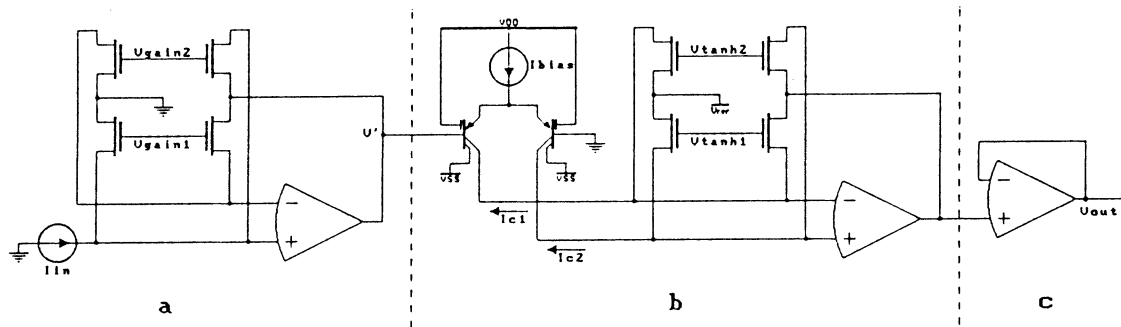 VDD
Vgain2
Ibias
Vtanh2
Vref
Vgain1
V'
Vtanh1
VSS
VSS
−
+
−
+
−
+
Vout
Ic1
Ic2
Iin
a
b
c